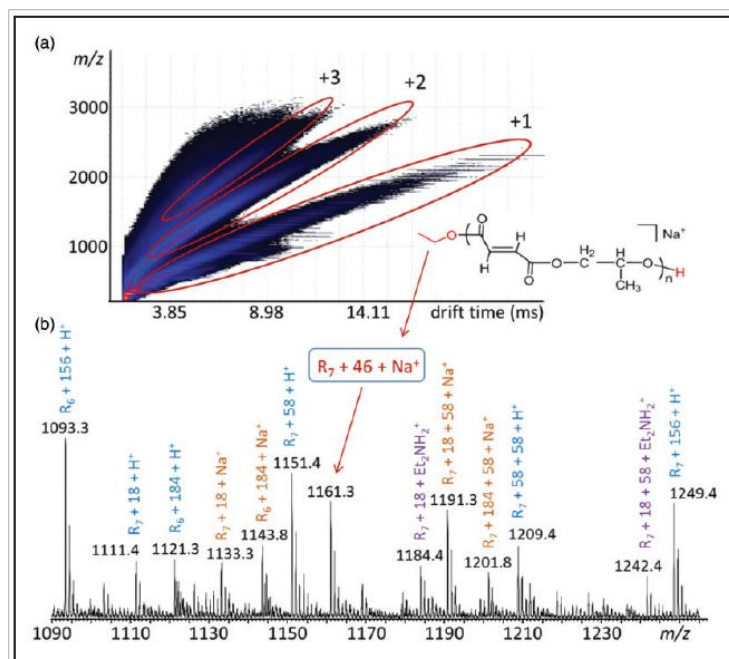 (a)
m/z
+3
+2
+1
3000
2000
1000
3.85
8.98
14.11
drift time (ms)
O
O
O
H
H
O
O
CH₂
H
C
O
CH₃
n
H
Na⁺
(b)
R₇ + 46 + Na⁺
R₆ + 156 + H⁺
1093.3
R₇ + 18 + H⁺
1111.4
R₆ + 184 + H⁺
1121.3
R₇ + 18 + Na⁺
1133.3
R₆ + 184 + Na⁺
1143.8
R₇ + 58 + H⁺
1151.4
1161.3
R₇ + 18 + Et₂NH₂⁺
1184.4
R₇ + 18 + 58 + Na⁺
1191.3
R₇ + 184 + 58 + Na⁺
1201.8
R₇ + 58 + 58 + H⁺
1209.4
R₇ + 18 + 58 + Et₂NH₂⁺
1242.4
R₇ + 156 + H⁺
1249.4
1090
1110
1130
1150
1170
1190
1210
1230
m/z